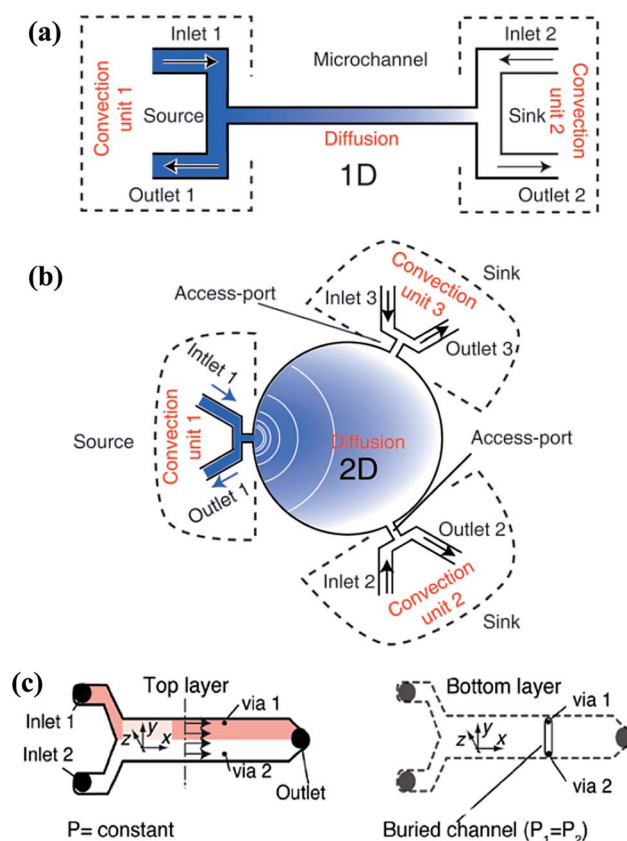 (a)
Inlet 1
Inlet 2
Microchannel
Convection
unit 1
Source
Sink
Convection
unit 2
Diffusion
1D
Outlet 1
Outlet 2
(b)
Sink
Convection
unit 3
Access-port
Inlet 3
Outlet 3
Intlet 1
Source
Convection
unit 1
Outlet 1
Diffusion
2D
Access-port
Outlet 2
Inlet 2
Convection
unit 2
Sink
(c)
Top layer
Inlet 1
via 1
y
z
x
Inlet 2
via 2
Outlet
P= constant
Bottom layer
via 1
y
z
x
via 2
Buried channel (P₁=P₂)